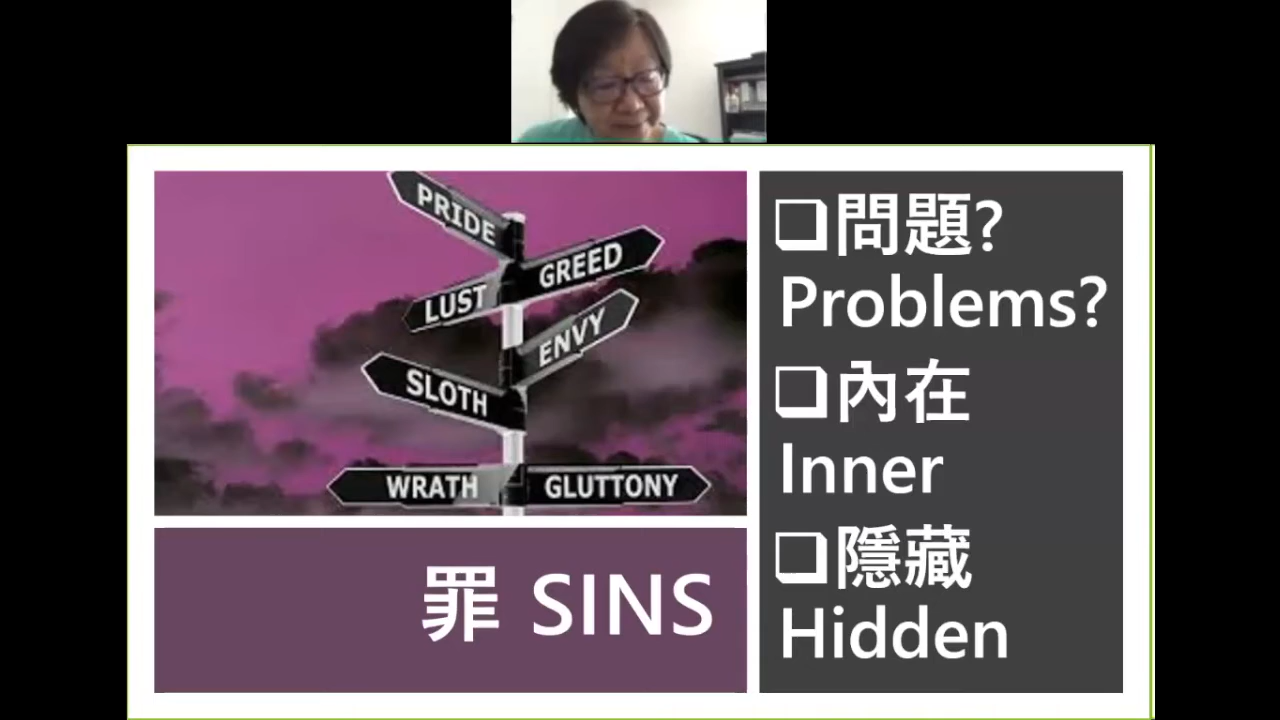 PRIDE
GREED
LUST
ENVY
SLOTH
WRATH
GLUTTONY
罪 SINS
❑問題?
Problems?
❑內在
Inner
❑隱藏
Hidden